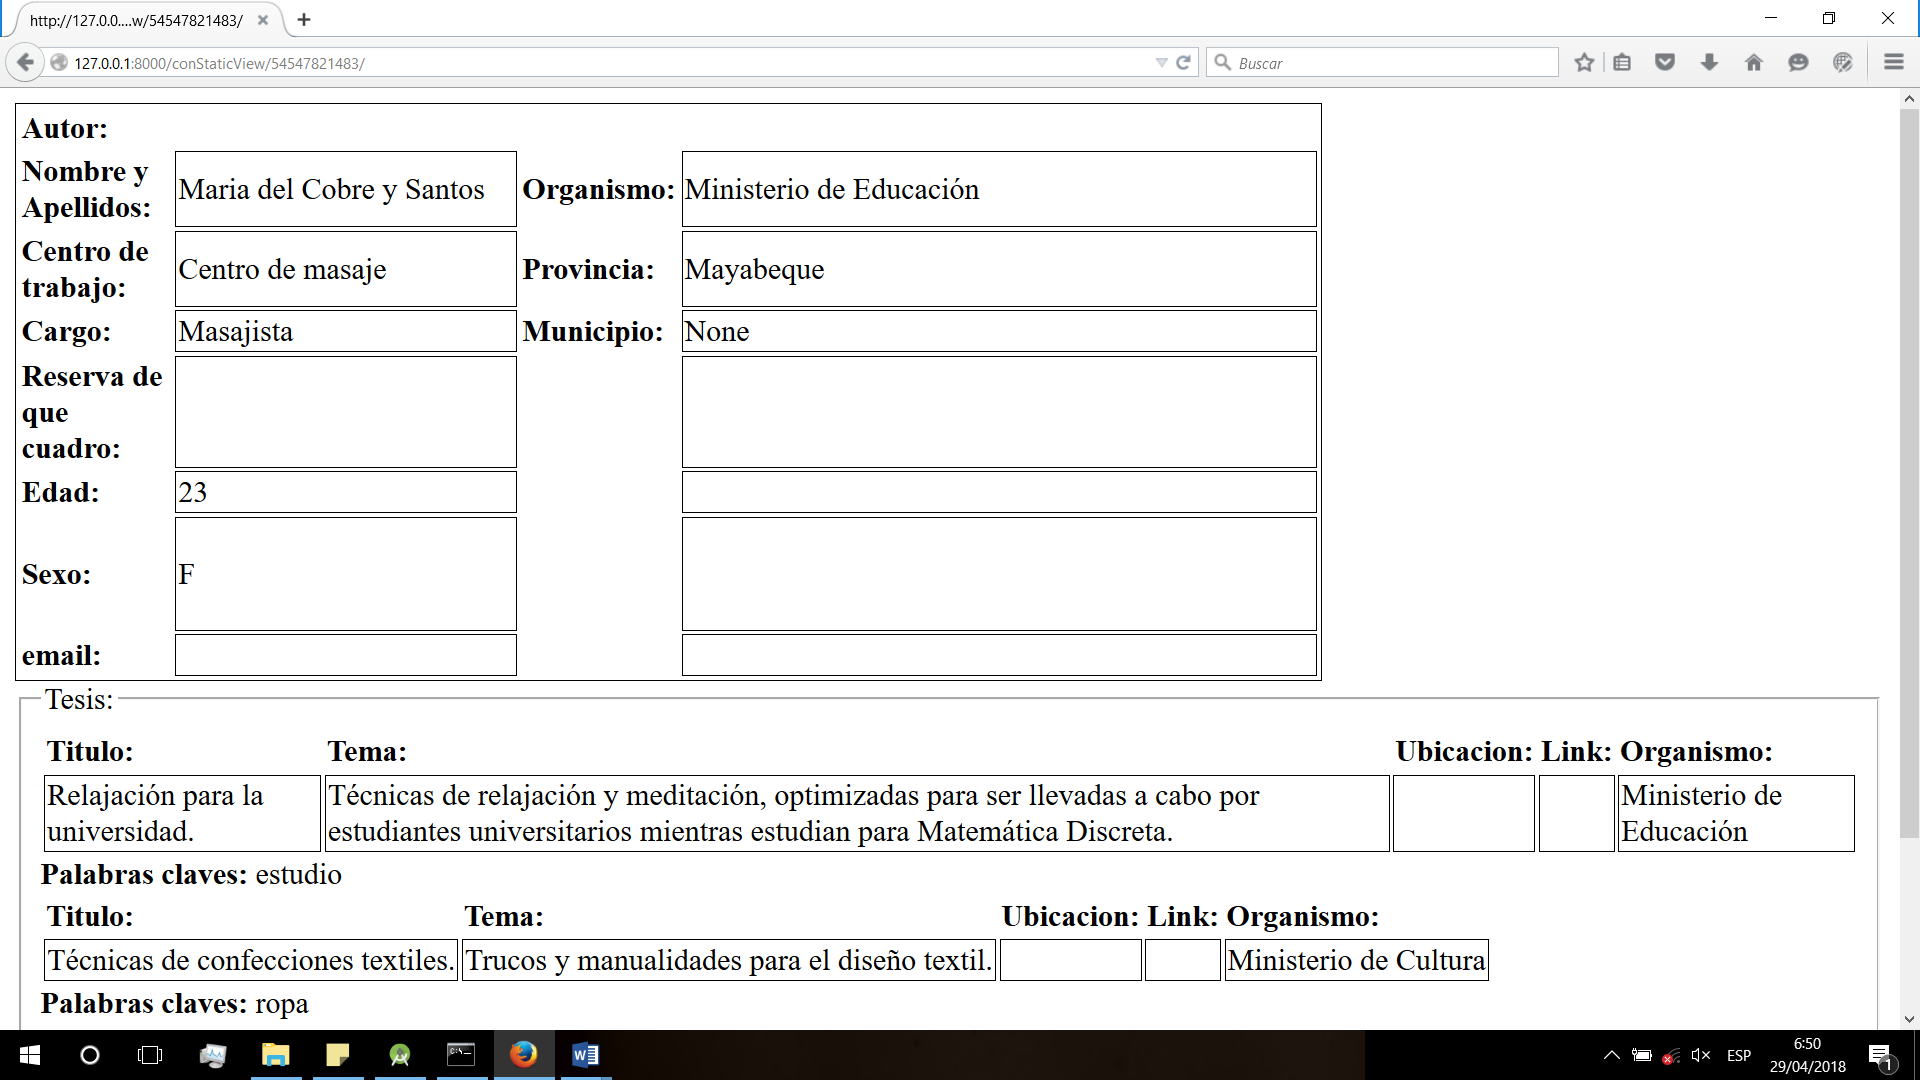 http://127.0.0....w/54547821483/
127.0.0.1:8000/conStaticView/54547821483/
Buscar
Autor:
Nombre y
Apellidos:
Maria del Cobre y Santos
Organismo:
Ministerio de Educación
Centro de
trabajo:
Centro de masaje
Provincia:
Mayabeque
Cargo:
Masajista
Municipio:
None
Reserva de
que
cuadro:
Edad:
23
Sexo:
F
email:
Tesis:
Titulo: Tema: Ubicacion: Link: Organismo:
Relajación para la
universidad.
Técnicas de relajación y meditación, optimizadas para ser llevadas a cabo por
estudiantes universitarios mientras estudian para Matemática Discreta.
Ministerio de
Educación
Palabras claves: estudio
Titulo: Tema: Ubicacion: Link: Organismo:
Técnicas de confecciones textiles. Trucos y manualidades para el diseño textil. Ministerio de Cultura
Palabras claves: ropa
ESP
6:50
29/04/2018
1